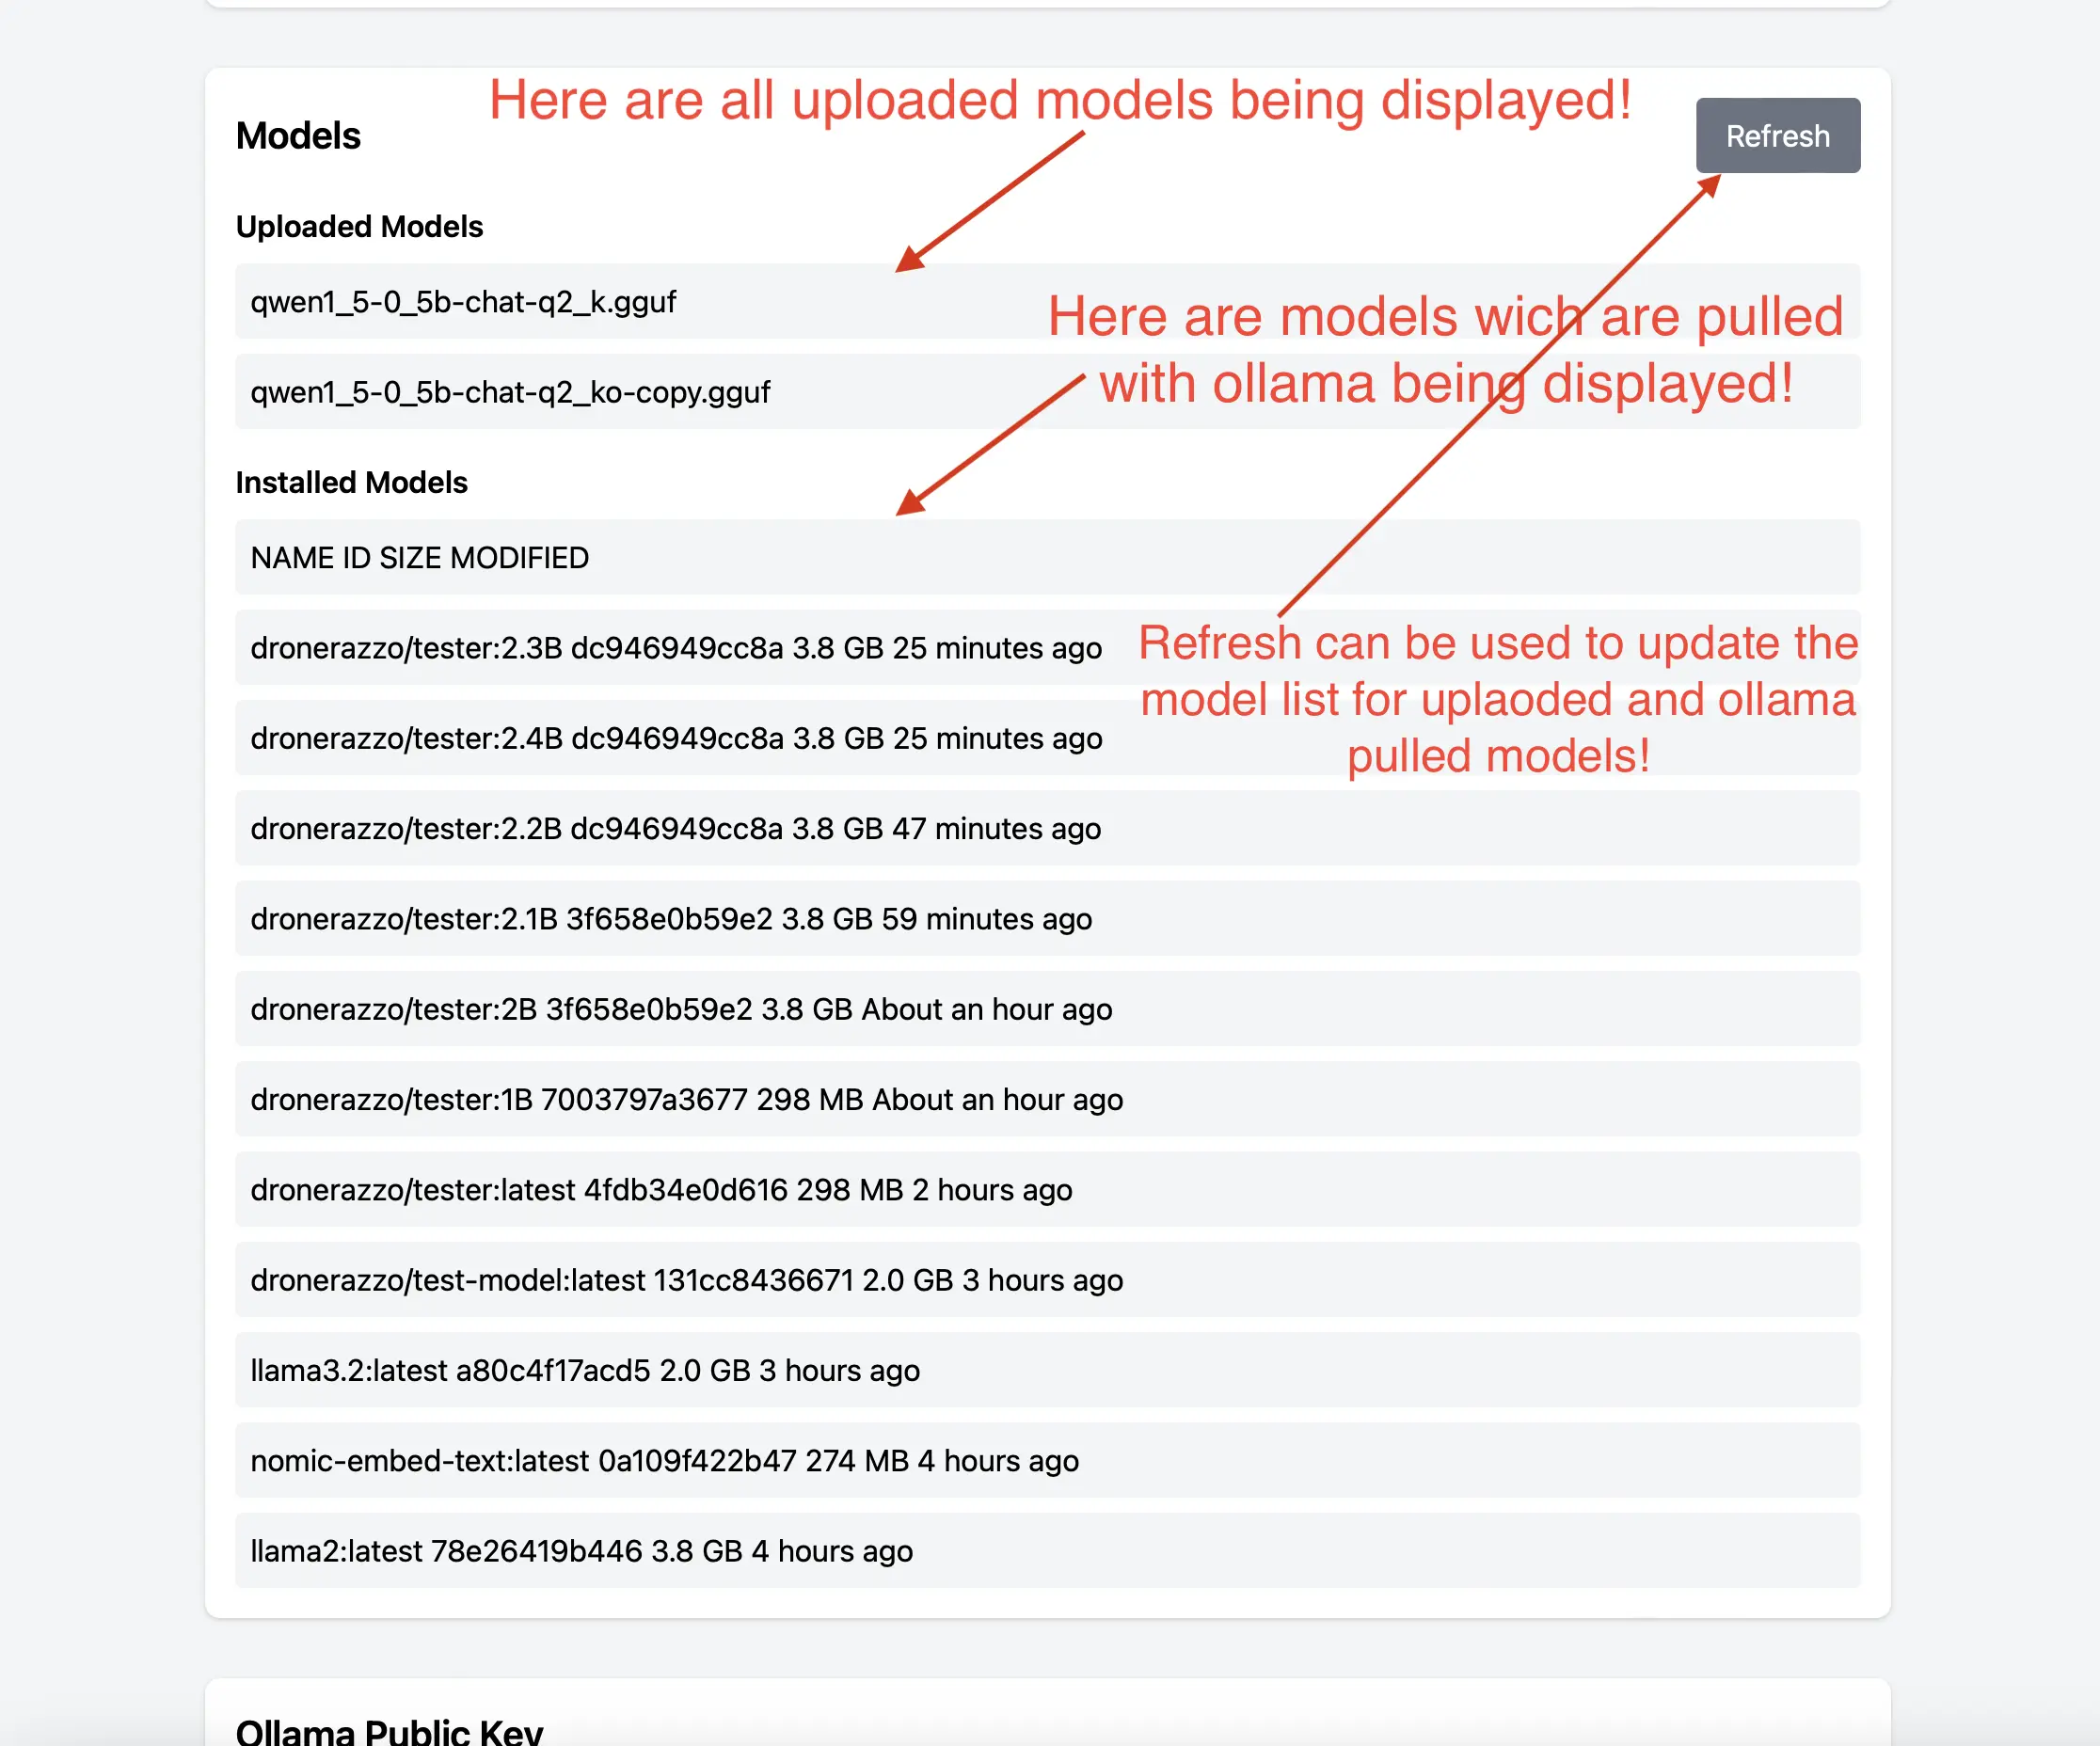 Here are all uploaded models being displayed!
Models
Refresh
Uploaded Models
qwen1_5-0_5b-chat-q2_k.gguf
Here are models wich are pulled
with ollama being displayed!
qwen1_5-0_5b-chat-q2_ko-copy.gguf
Installed Models
NAME ID SIZE MODIFIED
dronerazzo/tester:2.3B dc946949cc8a 3.8 GB 25 minutes ago
Refresh can be used to update the
model list for uplaoded and ollama
pulled models!
dronerazzo/tester:2.4B dc946949cc8a 3.8 GB 25 minutes ago
dronerazzo/tester:2.2B dc946949cc8a 3.8 GB 47 minutes ago
dronerazzo/tester:2.1B 3f658e0b59e2 3.8 GB 59 minutes ago
dronerazzo/tester:2B 3f658e0b59e2 3.8 GB About an hour ago
dronerazzo/tester:1B 7003797a3677 298 MB About an hour ago
dronerazzo/tester:latest 4fdb34e0d616 298 MB 2 hours ago
dronerazzo/test-model:latest 131cc8436671 2.0 GB 3 hours ago
llama3.2:latest a80c4f17acd5 2.0 GB 3 hours ago
nomic-embed-text:latest 0a109f422b47 274 MB 4 hours ago
llama2:latest 78e26419b446 3.8 GB 4 hours ago
Ollama Public Key